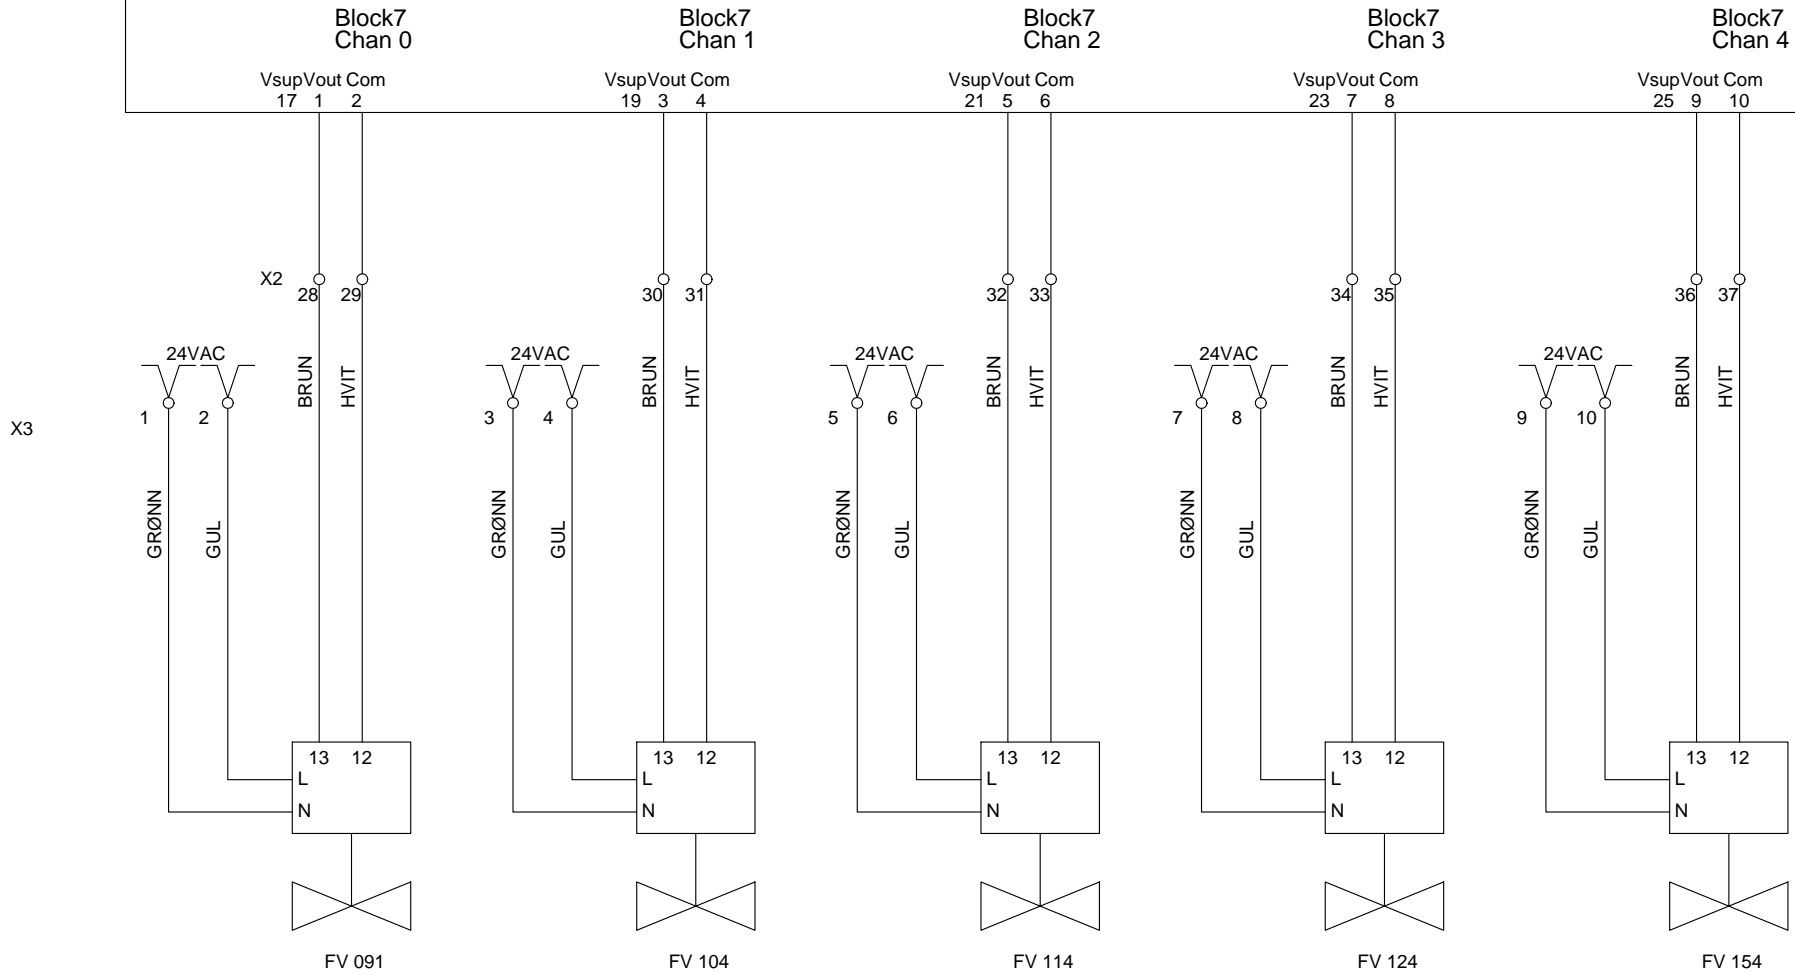 Block7 Block7 Block7 Block7 Block7
Chan 0 Chan 1 Chan 2 Chan 3 Chan 4
VsupVout Com VsupVout Com VsupVout Com VsupVout Com VsupVout Com
17 1 2 19 3 4 21 5 6 23 7 8 25 9 10
X2
28 29 30 31 32 33 34 35 36 37
24VAC 24VAC 24VAC 24VAC 24VAC
BRUN HVIT BRUN HVIT BRUN HVIT BRUN HVIT BRUN HVIT
1 2 3 4 5 6 7 8 9 10
X3
GRØNN GUL GRØNN GUL GRØNN GUL GRØNN GUL GRØNN GUL
13 12 13 12 13 12 13 12 13 12
L L L L L
N N N N N
FV 091 FV 104 FV 114 FV 124 FV 154